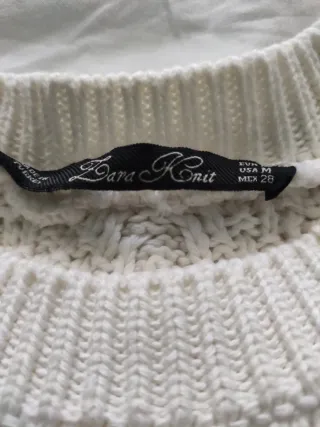 Zara Knit
EUR M
USA M
MEX 28